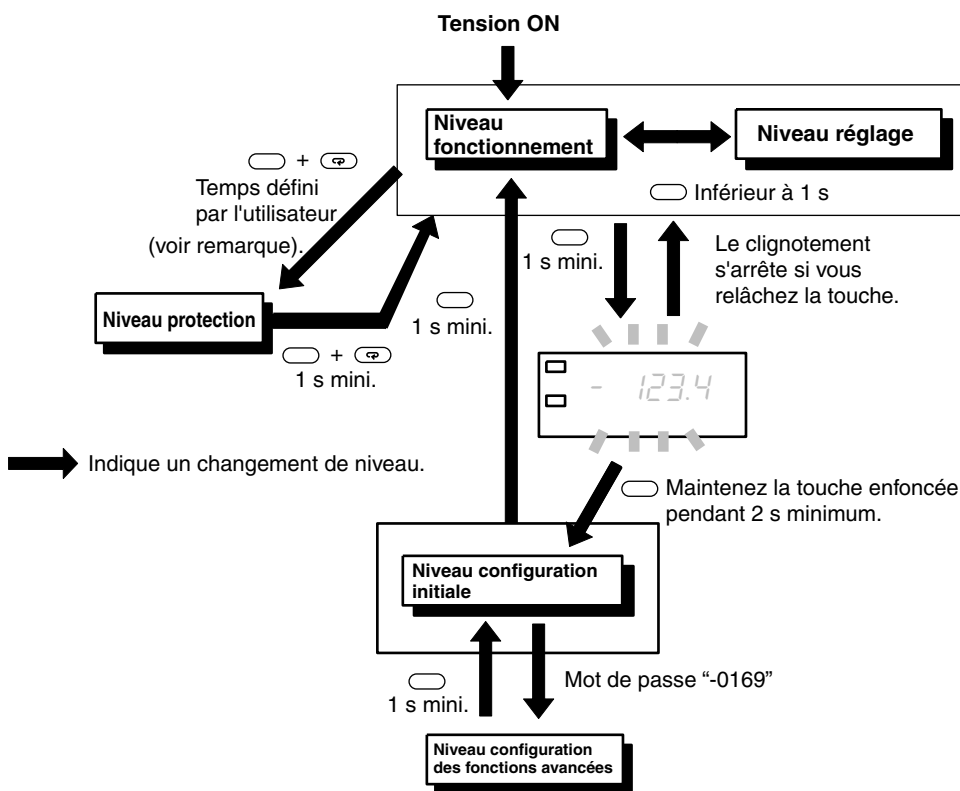 Tension ON
Niveau
fonctionnement
Niveau réglage
+
Temps défini
par l'utilisateur
(voir remarque).
Inférieur à 1 s
1 s mini.
Le clignotement
s'arrête si vous
relâchez la touche.
Niveau protection
1 s mini.
+
1 s mini.
- 123.4
Indique un changement de niveau.
Maintenez la touche enfoncée
pendant 2 s minimum.
Niveau configuration
initiale
Mot de passe “-0169”
1 s mini.
Niveau configuration
des fonctions avancées